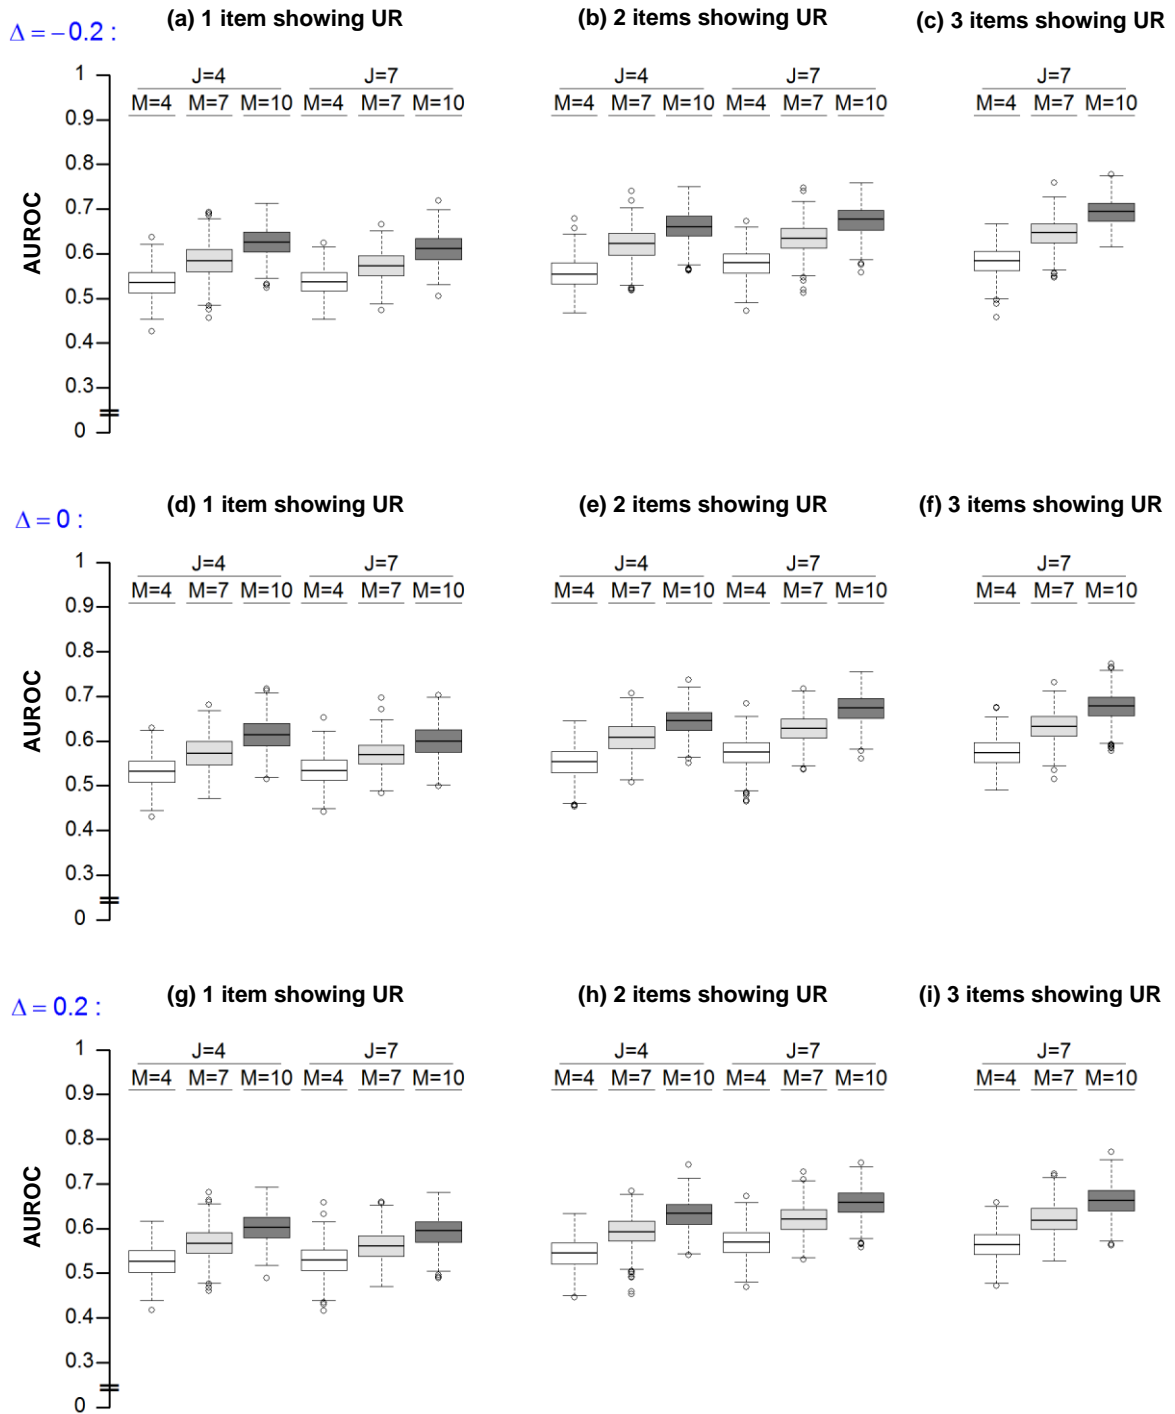 Δ = −0.2 :
(a) 1 item showing UR
(b) 2 items showing UR
(c) 3 items showing UR
J=4 J=7
M=4 M=7 M=10 M=4 M=7 M=10
J=4 J=7
M=4 M=7 M=10 M=4 M=7 M=10
J=7
M=4 M=7 M=10
AUROC
1
0.9
0.8
0.7
0.6
0.5
0.4
0.3
0
Δ = 0 :
(d) 1 item showing UR
(e) 2 items showing UR
(f) 3 items showing UR
J=4 J=7
M=4 M=7 M=10 M=4 M=7 M=10
J=4 J=7
M=4 M=7 M=10 M=4 M=7 M=10
J=7
M=4 M=7 M=10
AUROC
1
0.9
0.8
0.7
0.6
0.5
0.4
0.3
0
Δ = 0.2 :
(g) 1 item showing UR
(h) 2 items showing UR
(i) 3 items showing UR
J=4 J=7
M=4 M=7 M=10 M=4 M=7 M=10
J=4 J=7
M=4 M=7 M=10 M=4 M=7 M=10
J=7
M=4 M=7 M=10
AUROC
1
0.9
0.8
0.7
0.6
0.5
0.4
0.3
0